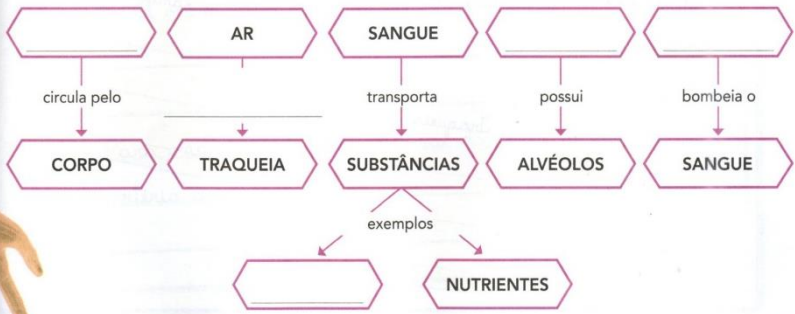 AR
SANGUE
circula pelo
transporta
possui
bombeia o
CORPO
TRAQUEIA
SUBSTÂNCIAS
ALVÉOLOS
SANGUE
exemplos
NUTRIENTES